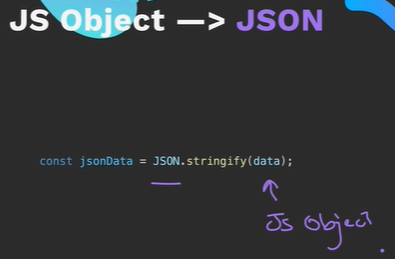 JS Object —> JSON
const jsonData = JSON.stringify(data);
Js Object